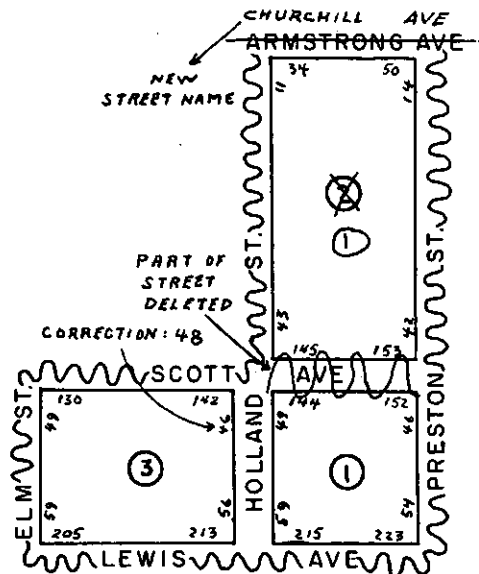 CHURCHILL AVE
ARMSTRONG AVE
NEW
STREET NAME
34 50
11 14
2
1
ST. ST.
PART OF
STREET
DELETED
43 42
CORRECTION: 48
145 153
SCOTT AVE
ST.
130 142
144 152
49 46
49 46
HOLLAND
PRESTON
3
1
ELM
59 56
59 54
205 213
215 223
LEWIS AVE